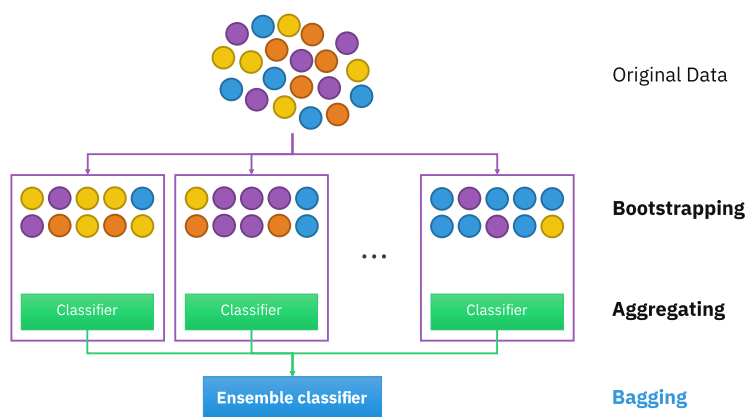 Original Data
Bootstrapping
...
Classifier
Classifier
Classifier
Aggregating
Ensemble classifier
Bagging